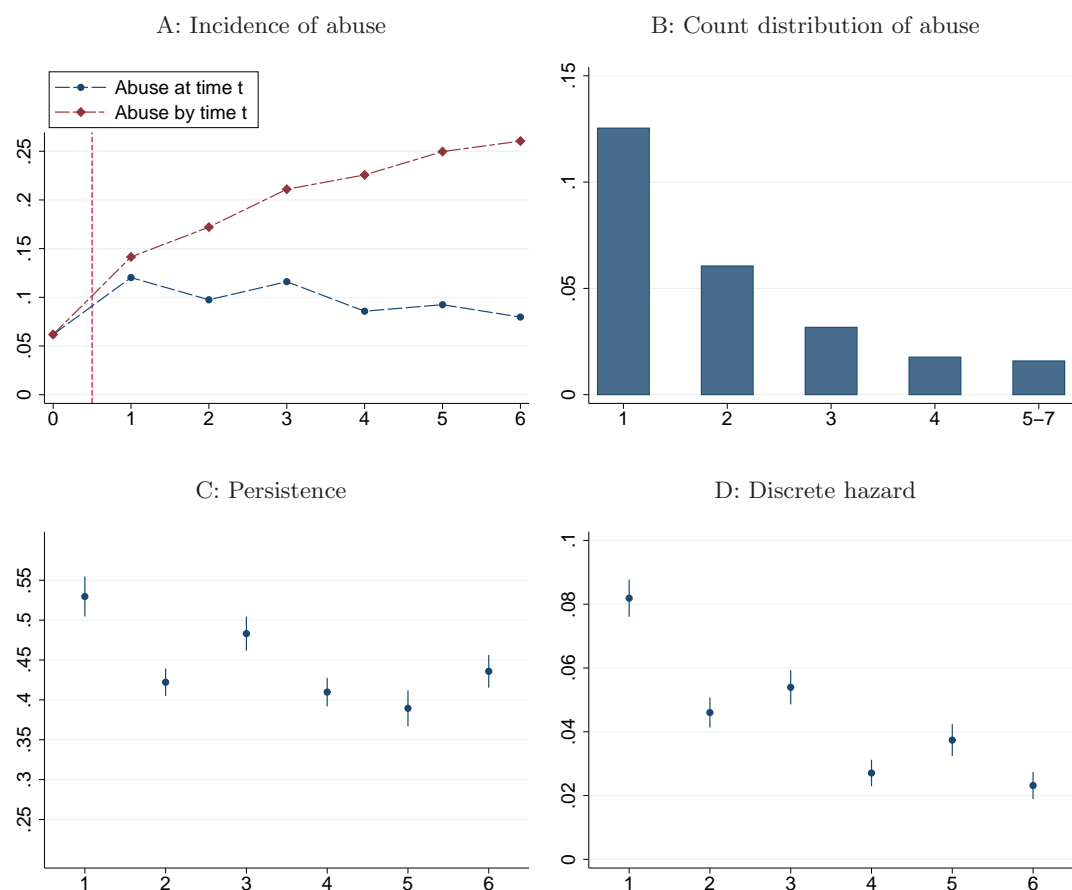 A: Incidence of abuse
Abuse at time t
Abuse by time t
0 .05 .1 .15 .2 .25
0 1 2 3 4 5 6
B: Count distribution of abuse
0 .05 .1 .15
1 2 3 4 5−7
C: Persistence
.25 .3 .35 .4 .45 .5 .55
1 2 3 4 5 6
D: Discrete hazard
0 .02 .04 .06 .08 .1
1 2 3 4 5 6